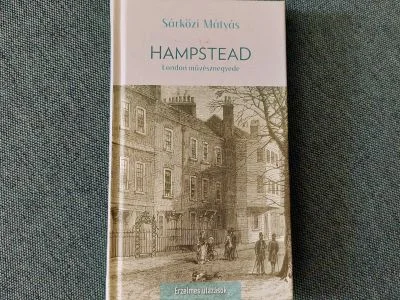 Sárközi Mátyás
HAMPSTEAD
London művésznegyede
Érzelmes utazások